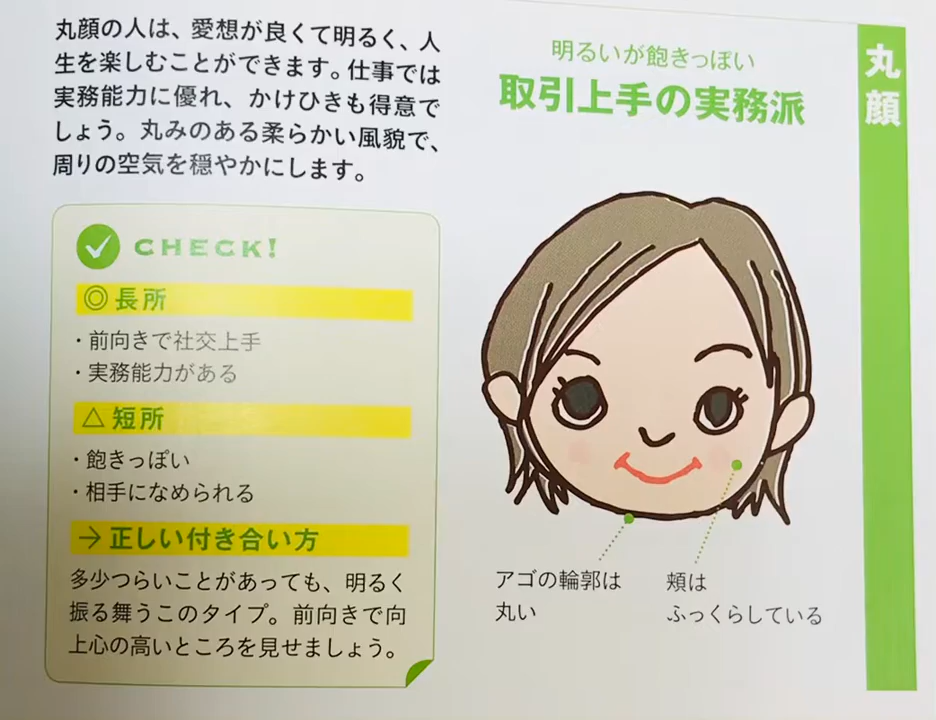 丸顔
明るいが飽きっぽい
取引上手の実務派
丸顔の人は、愛想が良くて明るく、人
生を楽しむことができます。仕事では
実務能力に優れ、かけひきも得意で
しょう。丸みのある柔らかい風貌で、
周りの空気を穏やかにします。
CHECK!
◎長所
・前向きで社交上手
・実務能力がある
△短所
・飽きっぽい
・相手になめられる
→正しい付き合い方
多少つらいことがあっても、明るく
振る舞うこのタイプ。前向きで向
上心の高いところを見せましょう。
アゴの輪郭は
丸い
頬は
ふっくらしている